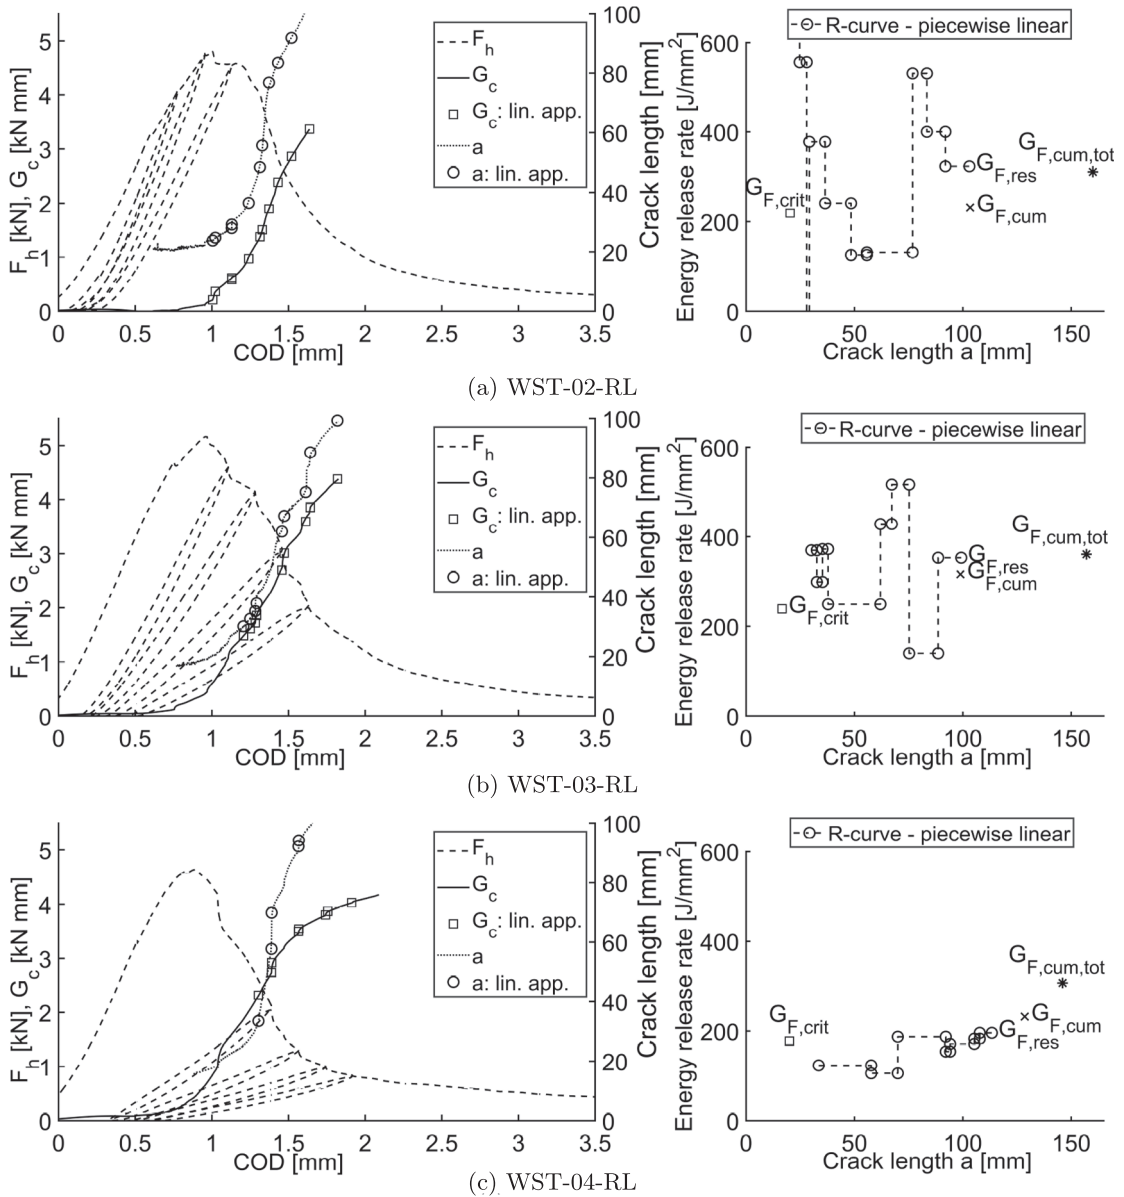 F_h [kN], G_c [kN mm]
5
4
3
2
1
0
0 0.5 1 1.5 2 2.5 3 3.5
COD [mm]
F_h
G_c
G_c: lin. app.
a
a: lin. app.
Crack length [mm]
100
80
60
40
20
0
R-curve - piecewise linear
Energy release rate [J/mm²]
600
400
200
0
G_F,crit
G_F,cum,tot
G_F,res
G_F,cum
0 50 100 150
Crack length a [mm]
(a) WST-02-RL
F_h [kN], G_c [kN mm]
5
4
3
2
1
0
0 0.5 1 1.5 2 2.5 3 3.5
COD [mm]
F_h
G_c
G_c: lin. app.
a
a: lin. app.
Crack length [mm]
100
80
60
40
20
0
R-curve - piecewise linear
Energy release rate [J/mm²]
600
400
200
0
G_F,cum,tot
G_F,res
G_F,cum
G_F,crit
0 50 100 150
Crack length a [mm]
(b) WST-03-RL
F_h [kN], G_c [kN mm]
5
4
3
2
1
0
0 0.5 1 1.5 2 2.5 3 3.5
COD [mm]
F_h
G_c
G_c: lin. app.
a
a: lin. app.
Crack length [mm]
100
80
60
40
20
0
R-curve - piecewise linear
Energy release rate [J/mm²]
600
400
200
0
G_F,cum,tot
G_F,crit
G_F,cum
G_F,res
0 50 100 150
Crack length a [mm]
(c) WST-04-RL